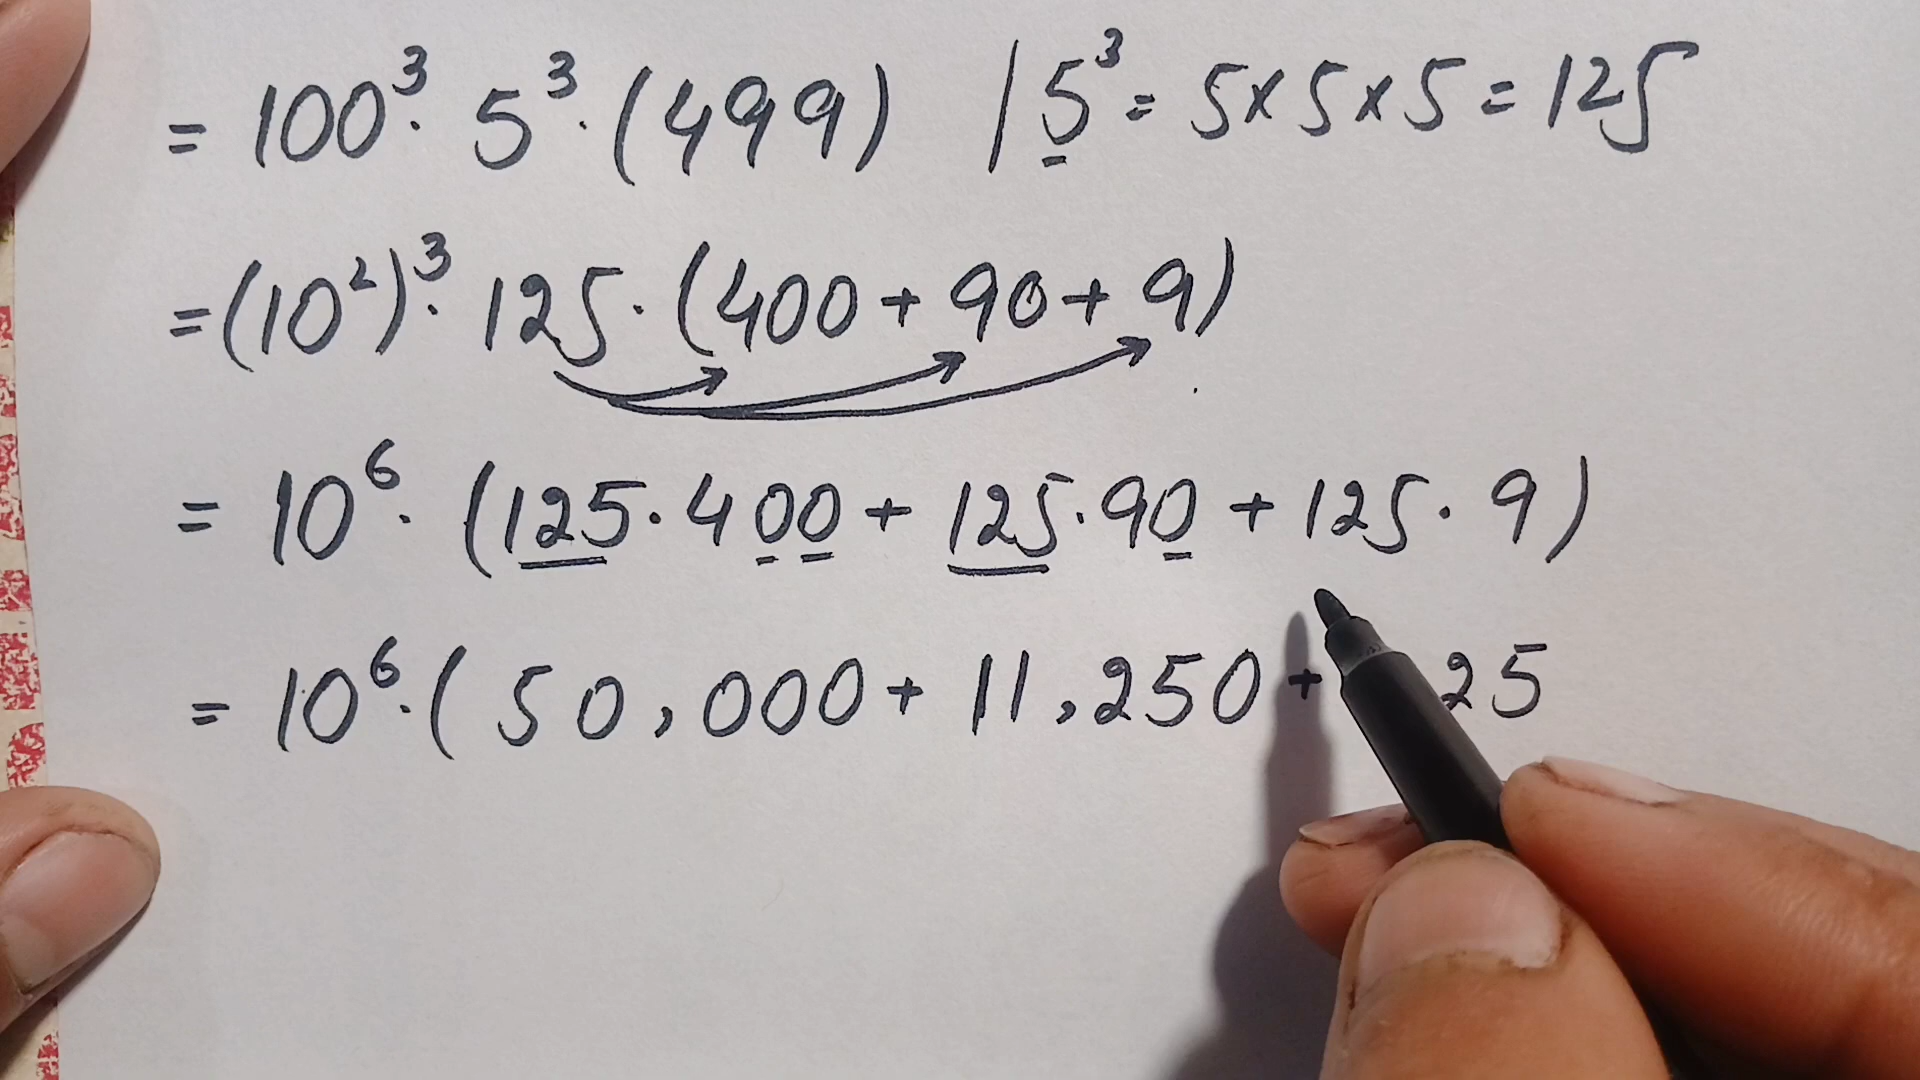 = 100³ · 5³ · (499) | 5³ = 5 × 5 × 5 = 125
= (10²)³ · 125 · (400 + 90 + 9)
= 10⁶ · (125 · 400 + 125 · 90 + 125 · 9)
= 10⁶ · ( 50,000 + 11,250 + 25